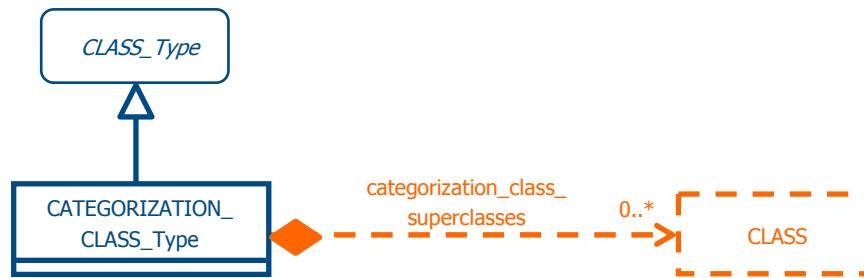 CLASS_Type
CATEGORIZATION_
CLASS_Type
categorization_class_
superclasses
0..*
CLASS